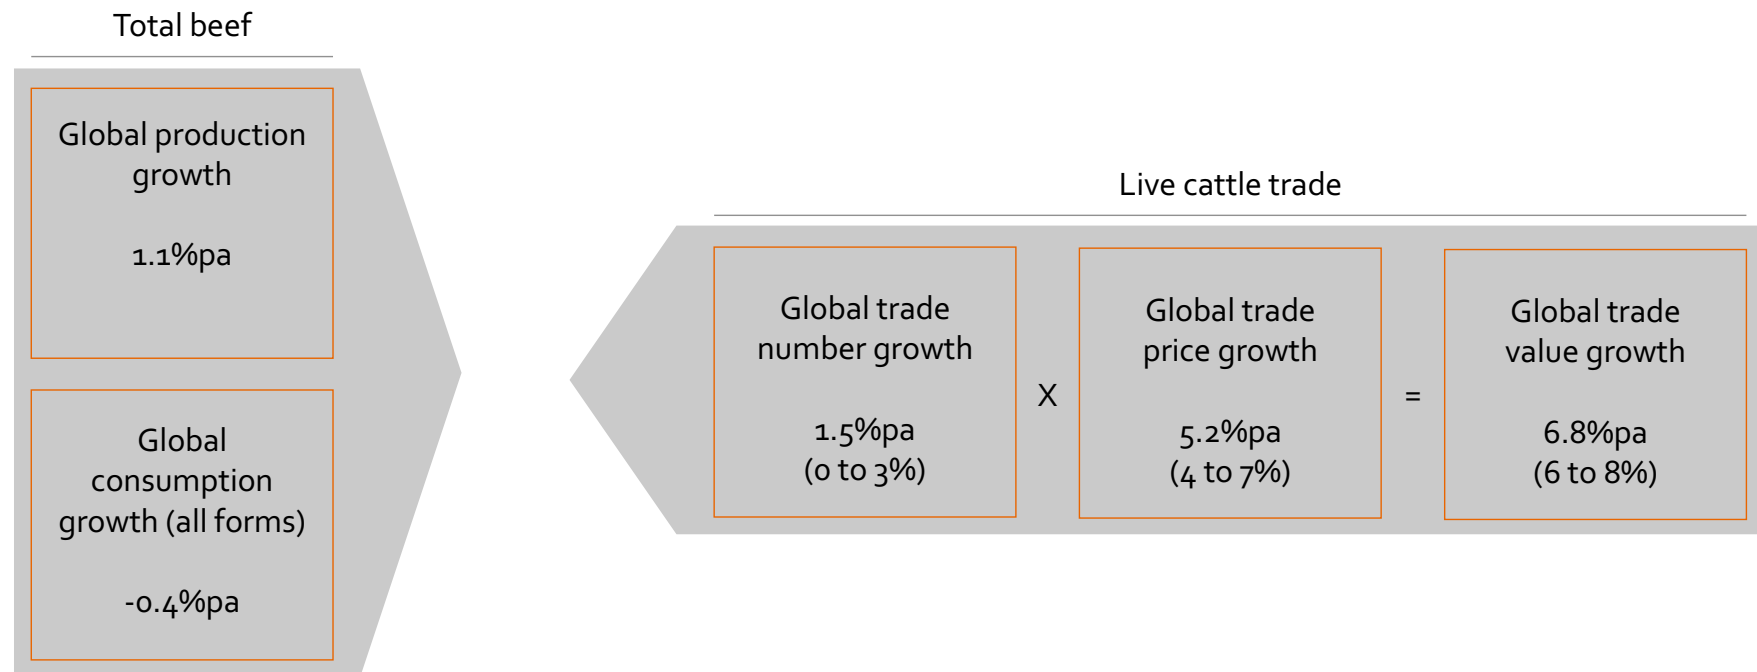 Total beef
Global production
growth
1.1%pa
Global
consumption
growth (all forms)
-0.4%pa
Live cattle trade
Global trade
number growth
1.5%pa
(0 to 3%)
X
Global trade
price growth
5.2%pa
(4 to 7%)
=
Global trade
value growth
6.8%pa
(6 to 8%)